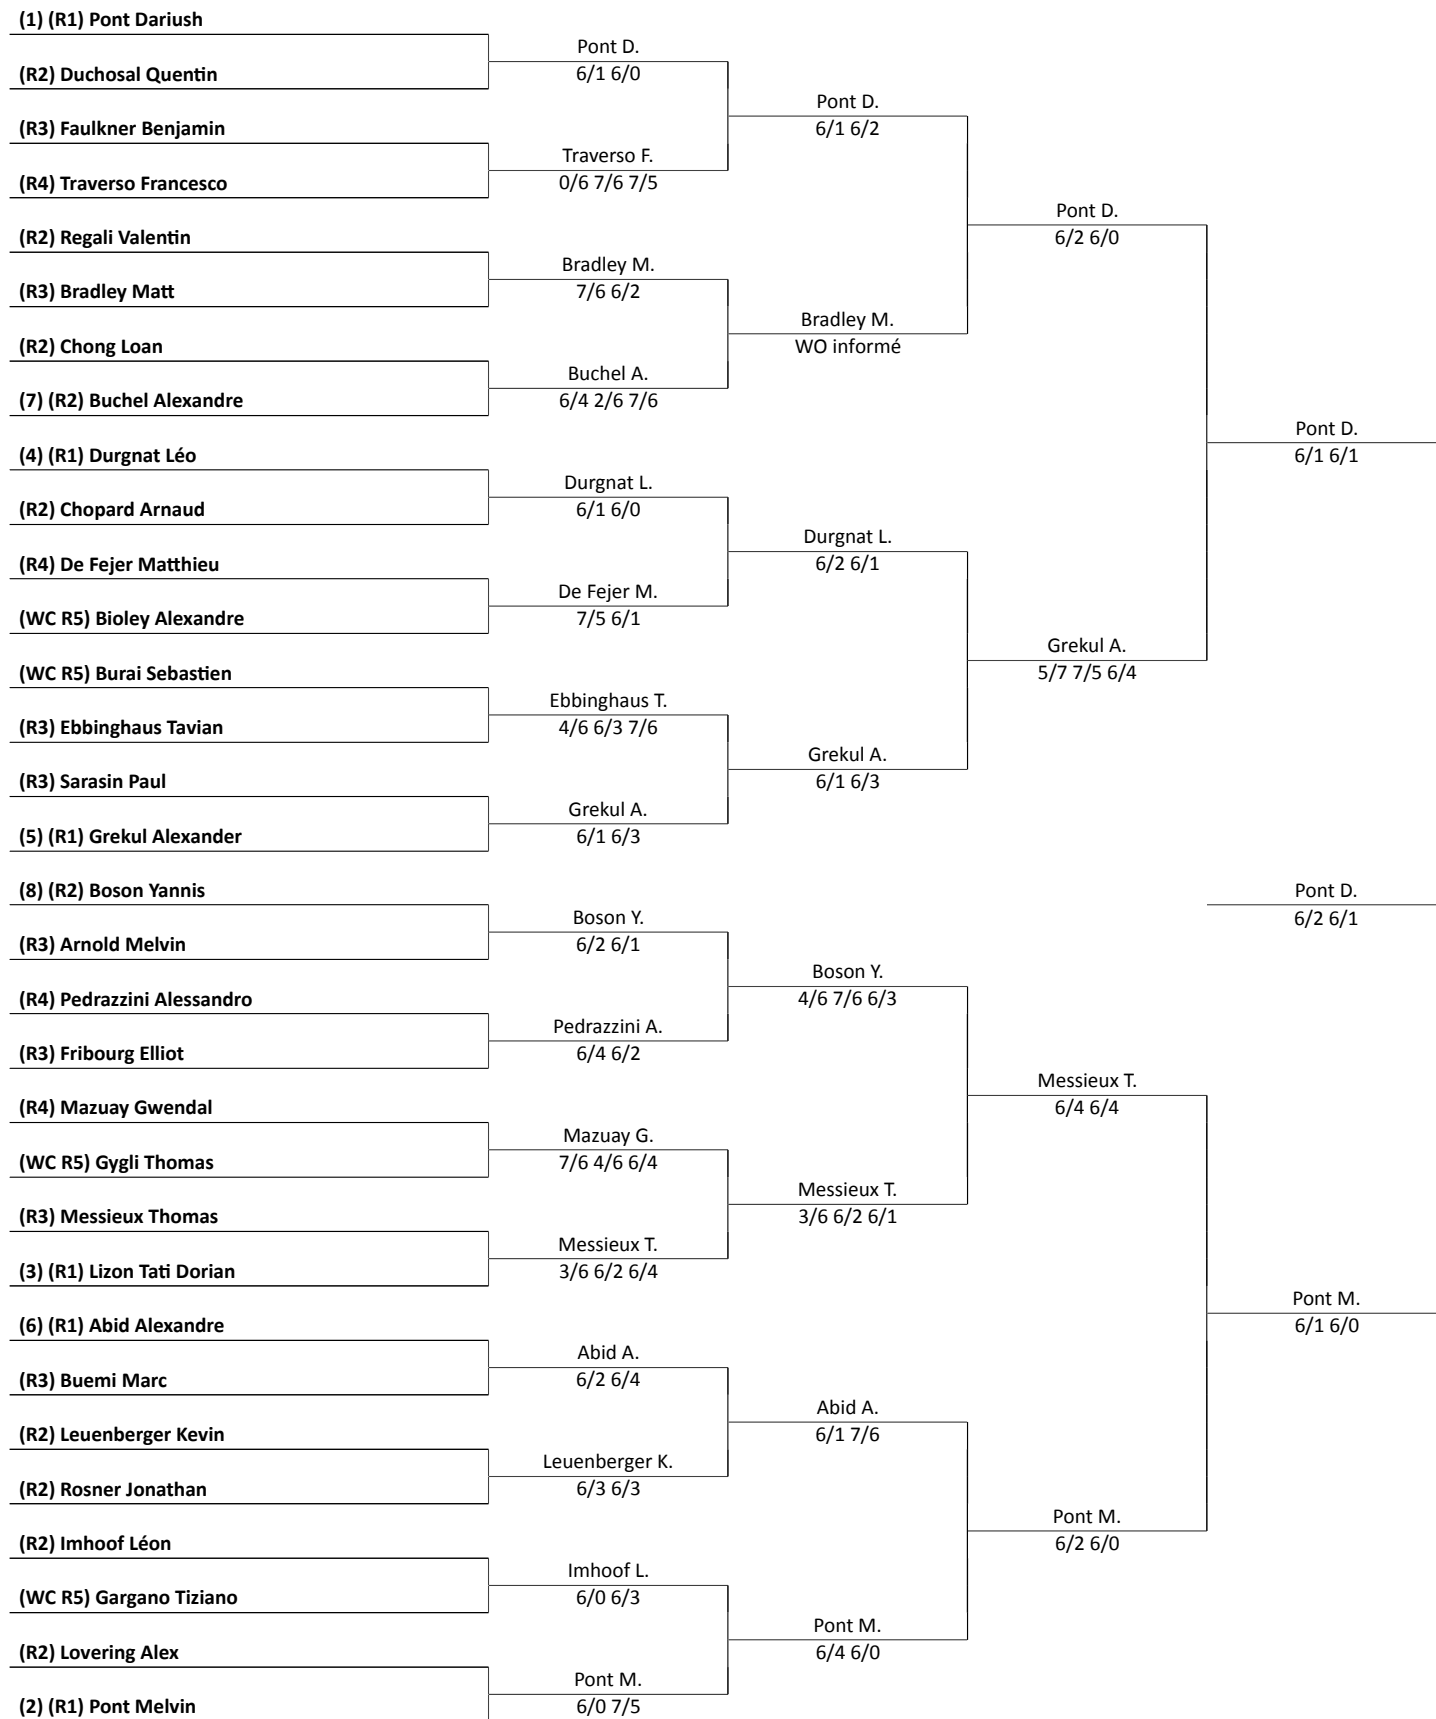 (1) (R1) Pont Dariush
Pont D.
(R2) Duchosal Quentin
6/1 6/0
Pont D.
(R3) Faulkner Benjamin
6/1 6/2
Traverso F.
(R4) Traverso Francesco
0/6 7/6 7/5
Pont D.
(R2) Regali Valentin
6/2 6/0
Bradley M.
(R3) Bradley Matt
7/6 6/2
Bradley M.
(R2) Chong Loan
WO informé
Buchel A.
(7) (R2) Buchel Alexandre
6/4 2/6 7/6
Pont D.
(4) (R1) Durgnat Léo
6/1 6/1
Durgnat L.
(R2) Chopard Arnaud
6/1 6/0
Durgnat L.
(R4) De Fejer Matthieu
6/2 6/1
De Fejer M.
(WC R5) Bioley Alexandre
7/5 6/1
Grekul A.
(WC R5) Burai Sebastien
5/7 7/5 6/4
Ebbinghaus T.
(R3) Ebbinghaus Tavian
4/6 6/3 7/6
Grekul A.
(R3) Sarasin Paul
6/1 6/3
Grekul A.
(5) (R1) Grekul Alexander
6/1 6/3
(8) (R2) Boson Yannis
Pont D.
6/2 6/1
Boson Y.
(R3) Arnold Melvin
6/2 6/1
Boson Y.
(R4) Pedrazzini Alessandro
4/6 7/6 6/3
Pedrazzini A.
(R3) Fribourg Elliot
6/4 6/2
Messieux T.
(R4) Mazuay Gwendal
6/4 6/4
Mazuay G.
(WC R5) Gygli Thomas
7/6 4/6 6/4
Messieux T.
(R3) Messieux Thomas
3/6 6/2 6/1
Messieux T.
(3) (R1) Lizon Tati Dorian
3/6 6/2 6/4
Pont M.
(6) (R1) Abid Alexandre
6/1 6/0
Abid A.
(R3) Buemi Marc
6/2 6/4
Abid A.
(R2) Leuenberger Kevin
6/1 7/6
Leuenberger K.
(R2) Rosner Jonathan
6/3 6/3
Pont M.
(R2) Imhoof Léon
6/2 6/0
Imhoof L.
(WC R5) Gargano Tiziano
6/0 6/3
Pont M.
(R2) Lovering Alex
6/4 6/0
Pont M.
(2) (R1) Pont Melvin
6/0 7/5